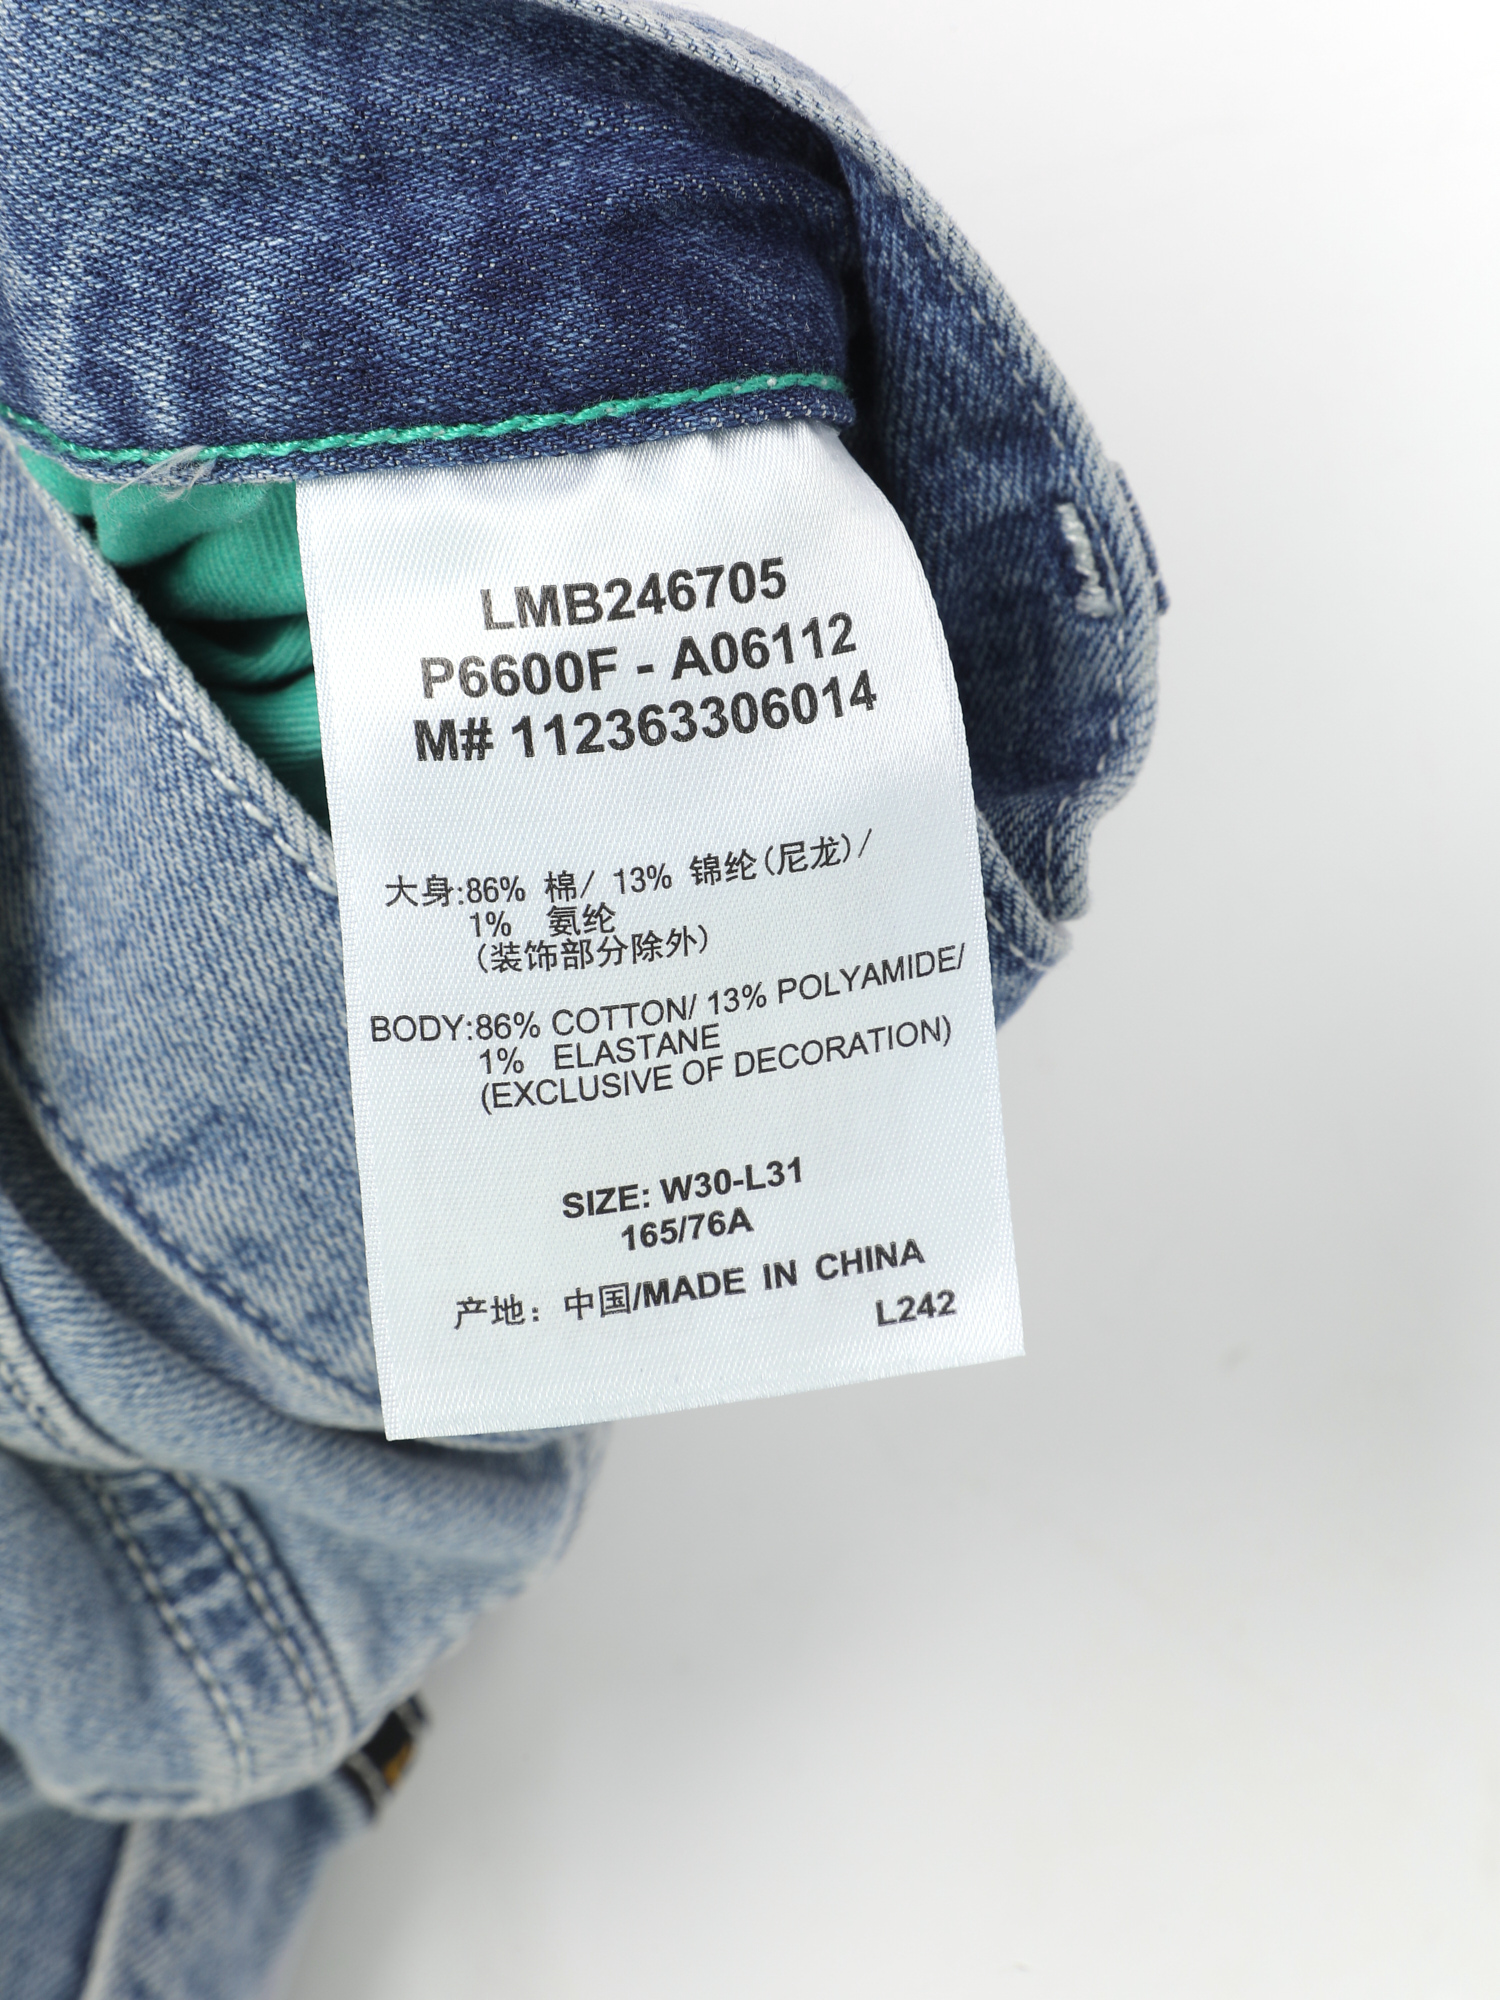 LMB246705
P6600F - A06112
M# 112363306014
大身:86% 棉/ 13% 锦纶(尼龙)/
1% 氨纶
(装饰部分除外)
BODY:86% COTTON/ 13% POLYAMIDE/
1% ELASTANE
(EXCLUSIVE OF DECORATION)
SIZE: W30-L31
165/76A
产地：中国/MADE IN CHINA
L242